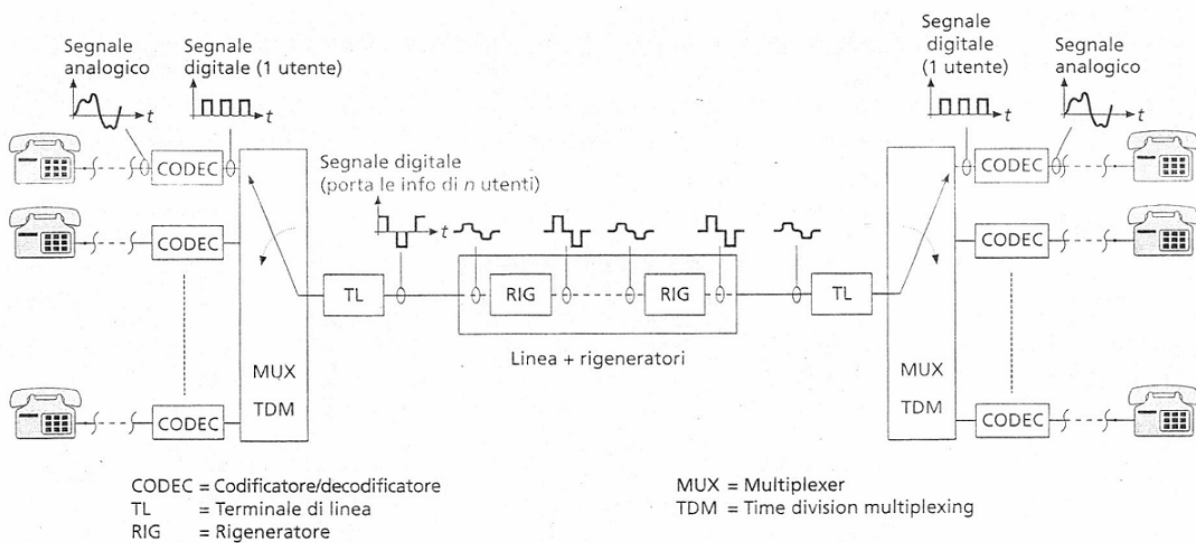 Segnale
analogico
Segnale
digitale (1 utente)
Segnale
digitale
(1 utente)
Segnale
analogico
t
t
t
t
CODEC
CODEC
CODEC
MUX
TDM
Segnale digitale
(porta le info di n utenti)
t
TL
RIG
RIG
Linea + rigeneratori
TL
MUX
TDM
CODEC
CODEC
CODEC
CODEC = Codificatore/decodificatore
TL = Terminale di linea
RIG = Rigeneratore
MUX = Multiplexer
TDM = Time division multiplexing